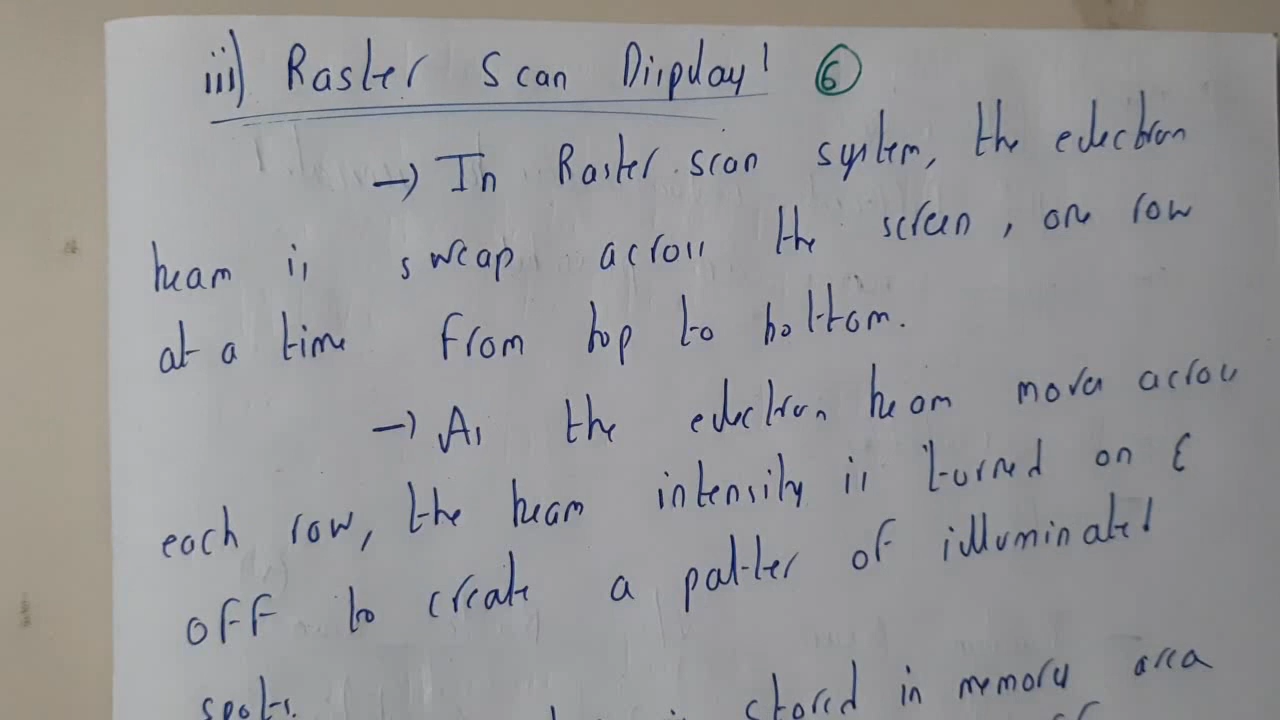 iii) Raster Scan Display! 6
→ In Raster scan system, the electron
beam is sweap across the screen, one row
at a time from top to bottom.
→ As the electron beam moves across
each row, the beam intensity is turned on &
off to create a patter of illuminated
spots. stored in memory area